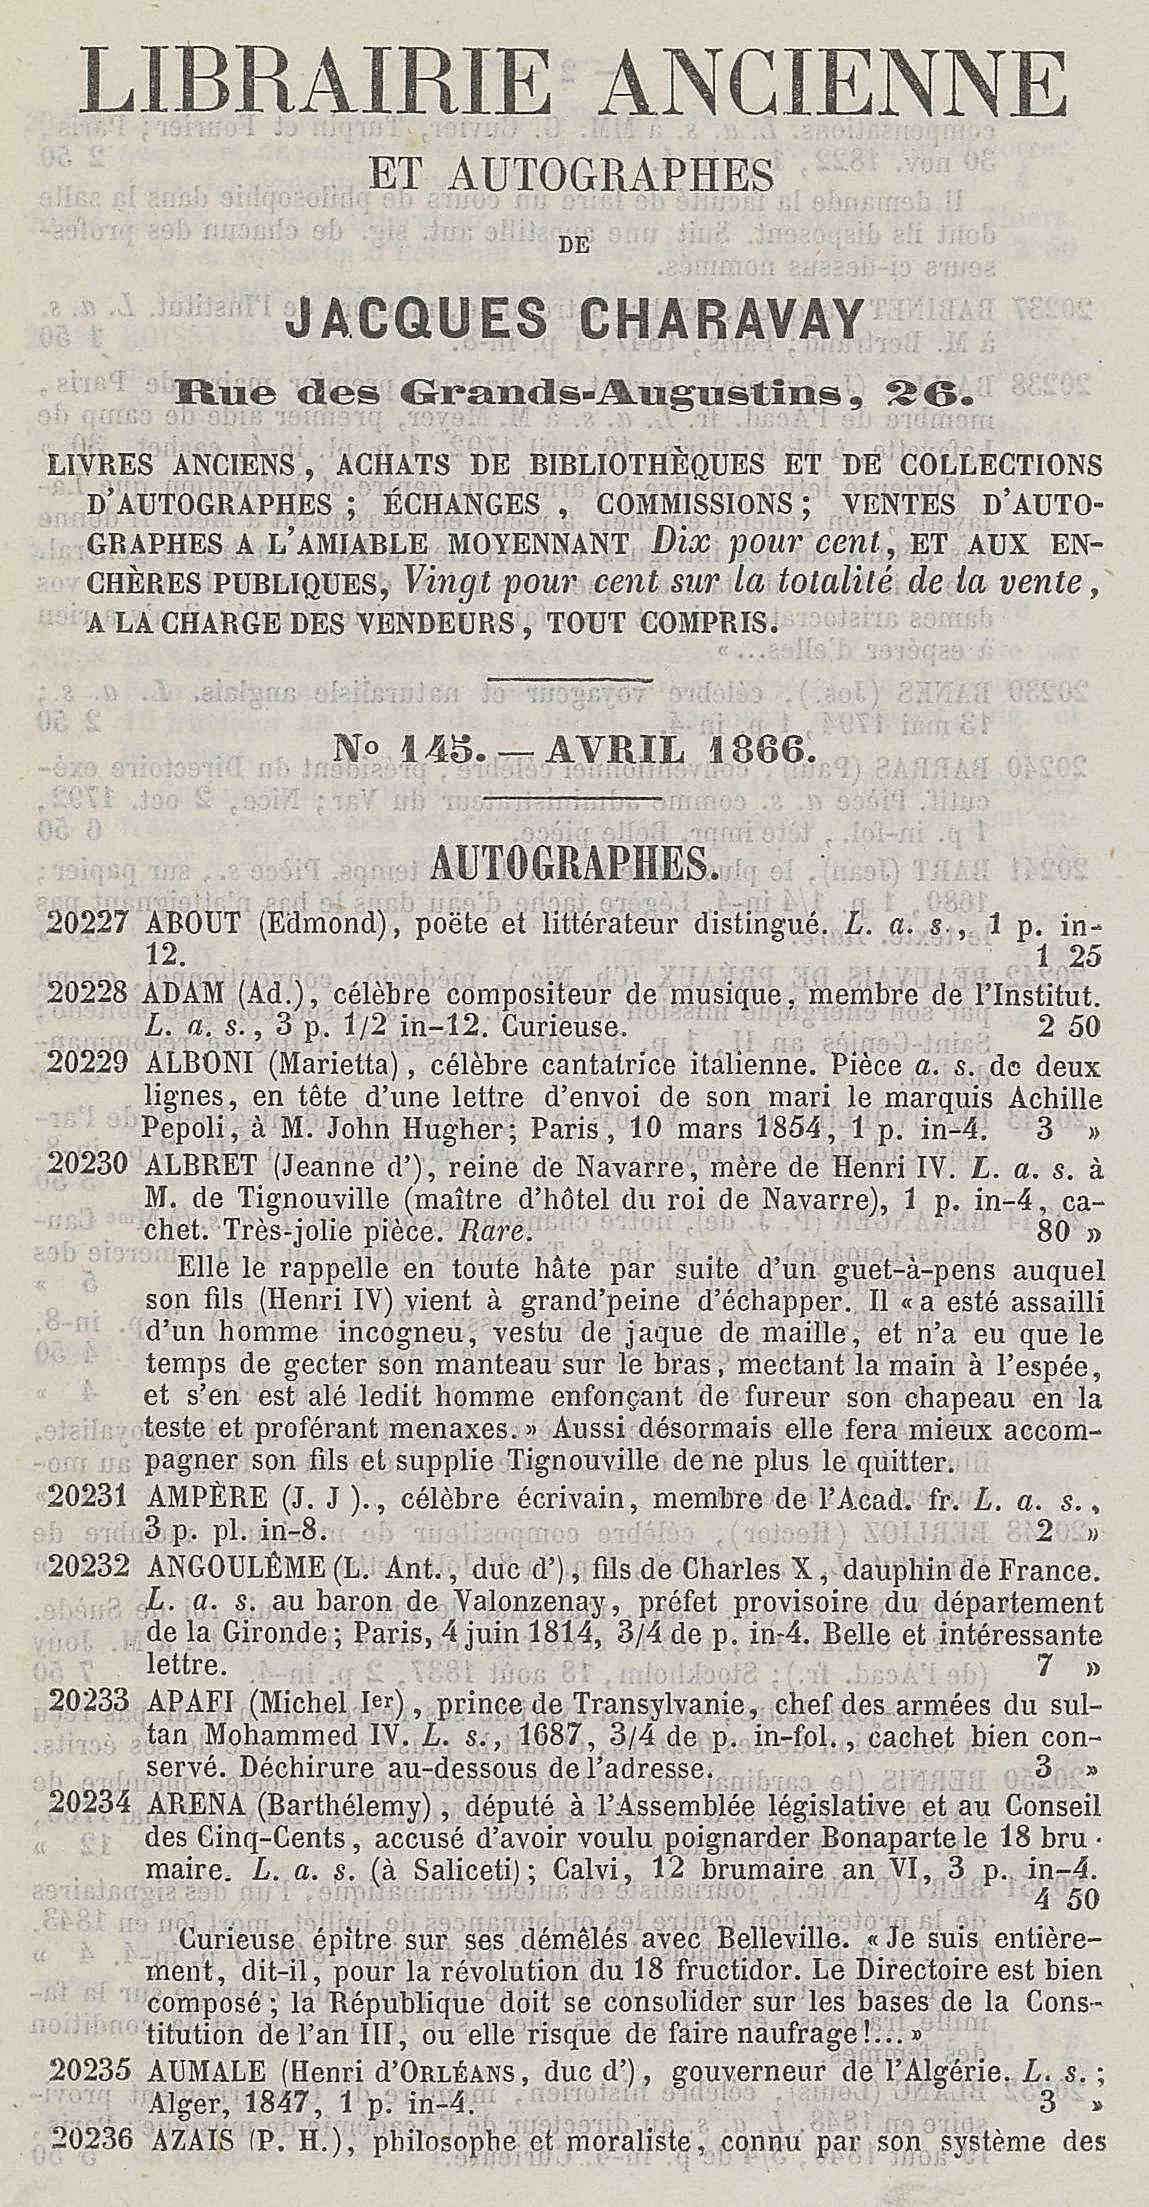 LIBRAIRIE ANCIENNE
ET AUTOGRAPHES
DE
JACQUES CHARAVAY
Rue des Grands-Augustins, 26.
LIVRES ANCIENS, ACHATS DE BIBLIOTHÈQUES ET DE COLLECTIONS
D'AUTOGRAPHES; ÉCHANGES, COMMISSIONS; VENTES D'AUTO-
GRAPHES A L'AMIABLE MOYENNANT Dix pour cent, ET AUX EN-
CHÈRES PUBLIQUES, Vingt pour cent sur la totalité de la vente,
A LA CHARGE DES VENDEURS, TOUT COMPRIS.
No 145. — AVRIL 1866.
AUTOGRAPHES.
20227 ABOUT (Edmond), poëte et littérateur distingué. L. a. s., 1 p. in-
12. 1 25
20228 ADAM (Ad.), célèbre compositeur de musique, membre de l'Institut.
L. a. s., 3 p. 1/2 in-12. Curieuse. 2 50
20229 ALBONI (Marietta), célèbre cantatrice italienne. Pièce a. s. de deux
lignes, en tête d'une lettre d'envoi de son mari le marquis Achille
Pepoli, à M. John Hugher; Paris, 10 mars 1854, 1 p. in-4. 3 »
20230 ALBRET (Jeanne d'), reine de Navarre, mère de Henri IV. L. a. s. à
M. de Tignouville (maître d'hôtel du roi de Navarre), 1 p. in-4, ca-
chet. Très-jolie pièce. Rare. 80 »
Elle le rappelle en toute hâte par suite d'un guet-à-pens auquel
son fils (Henri IV) vient à grand'peine d'échapper. Il « a esté assailli
d'un homme incogneu, vestu de jaque de maille, et n'a eu que le
temps de gecter son manteau sur le bras, mectant la main à l'espée,
et s'en est alé ledit homme enfonçant de fureur son chapeau en la
teste et proférant menaxes. » Aussi désormais elle fera mieux accom-
pagner son fils et supplie Tignouville de ne plus le quitter.
20231 AMPÈRE (J. J )., célèbre écrivain, membre de l'Acad. fr. L. a. s.,
3 p. pl. in-8. 2 »
20232 ANGOULÊME (L. Ant., duc d'), fils de Charles X, dauphin de France.
L. a. s. au baron de Valonzenay, préfet provisoire du département
de la Gironde; Paris, 4 juin 1814, 3/4 de p. in-4. Belle et intéressante
lettre. 7 »
20233 APAFI (Michel Ier), prince de Transylvanie, chef des armées du sul-
tan Mohammed IV. L. s., 1687, 3/4 de p. in-fol., cachet bien con-
servé. Déchirure au-dessous de l'adresse. 3 »
20234 ARENA (Barthélemy), député à l'Assemblée législative et au Conseil
des Cinq-Cents, accusé d'avoir voulu poignarder Bonaparte le 18 bru-
maire. L. a. s. (à Saliceti); Calvi, 12 brumaire an VI, 3 p. in-4.
4 50
Curieuse épître sur ses démêlés avec Belleville. « Je suis entière-
ment, dit-il, pour la révolution du 18 fructidor. Le Directoire est bien
composé; la République doit se consolider sur les bases de la Cons-
titution de l'an III, ou elle risque de faire naufrage!... »
20235 AUMALE (Henri d'ORLÉANS, duc d'), gouverneur de l'Algérie. L. s.;
Alger, 1847, 1 p. in-4. 3 »
20236 AZAIS (P. H.), philosophe et moraliste, connu par son système des